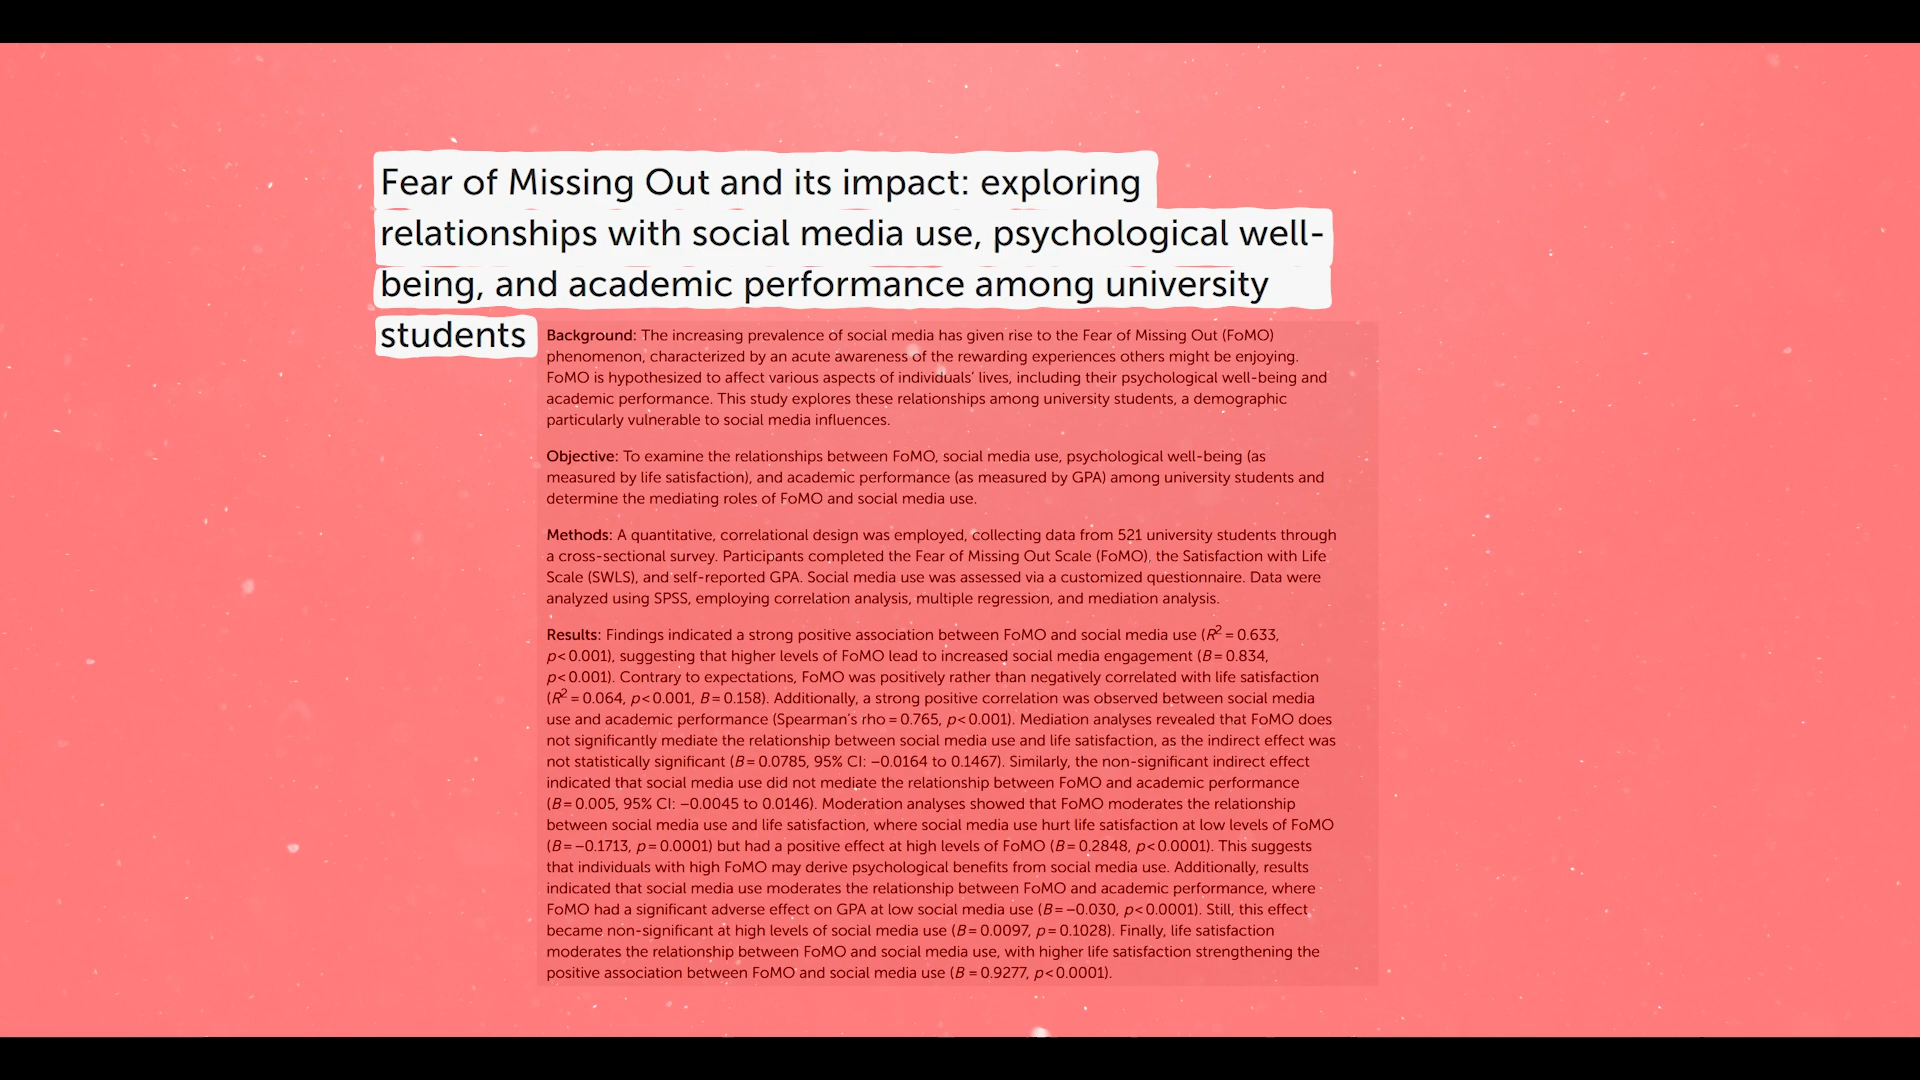 Fear of Missing Out and its impact: exploring
relationships with social media use, psychological well-
being, and academic performance among university
students
Background: The increasing prevalence of social media has given rise to the Fear of Missing Out (FoMO)
phenomenon, characterized by an acute awareness of the rewarding experiences others might be enjoying.
FoMO is hypothesized to affect various aspects of individuals’ lives, including their psychological well-being and
academic performance. This study explores these relationships among university students, a demographic
particularly vulnerable to social media influences.
Objective: To examine the relationships between FoMO, social media use, psychological well-being (as
measured by life satisfaction), and academic performance (as measured by GPA) among university students and
determine the mediating roles of FoMO and social media use.
Methods: A quantitative, correlational design was employed, collecting data from 521 university students through
a cross-sectional survey. Participants completed the Fear of Missing Out Scale (FoMO), the Satisfaction with Life
Scale (SWLS), and self-reported GPA. Social media use was assessed via a customized questionnaire. Data were
analyzed using SPSS, employing correlation analysis, multiple regression, and mediation analysis.
Results: Findings indicated a strong positive association between FoMO and social media use (R² = 0.633,
p < 0.001), suggesting that higher levels of FoMO lead to increased social media engagement (B = 0.834,
p < 0.001). Contrary to expectations, FoMO was positively rather than negatively correlated with life satisfaction
(R² = 0.064, p < 0.001, B = 0.158). Additionally, a strong positive correlation was observed between social media
use and academic performance (Spearman’s rho = 0.765, p < 0.001). Mediation analyses revealed that FoMO does
not significantly mediate the relationship between social media use and life satisfaction, as the indirect effect was
not statistically significant (B = 0.0785, 95% CI: −0.0164 to 0.1467). Similarly, the non-significant indirect effect
indicated that social media use did not mediate the relationship between FoMO and academic performance
(B = 0.005, 95% CI: −0.0045 to 0.0146). Moderation analyses showed that FoMO moderates the relationship
between social media use and life satisfaction, where social media use hurt life satisfaction at low levels of FoMO
(B = −0.1713, p = 0.0001) but had a positive effect at high levels of FoMO (B = 0.2848, p < 0.0001). This suggests
that individuals with high FoMO may derive psychological benefits from social media use. Additionally, results
indicated that social media use moderates the relationship between FoMO and academic performance, where
FoMO had a significant adverse effect on GPA at low social media use (B = −0.030, p < 0.0001). Still, this effect
became non-significant at high levels of social media use (B = 0.0097, p = 0.1028). Finally, life satisfaction
moderates the relationship between FoMO and social media use, with higher life satisfaction strengthening the
positive association between FoMO and social media use (B = 0.9277, p < 0.0001).